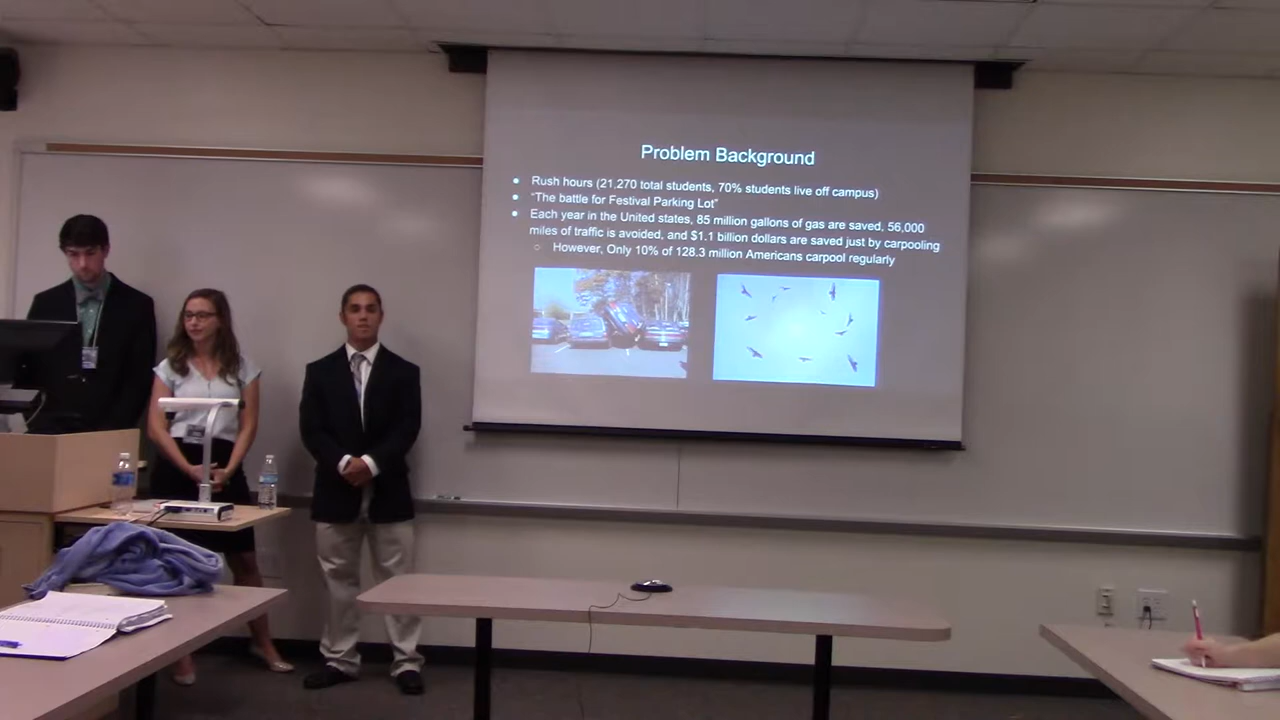 Problem Background
Rush hours (21,270 total students, 70% students live off campus)
“The battle for Festival Parking Lot”
Each year in the United states, 85 million gallons of gas are saved, 56,000
miles of traffic is avoided, and $1.1 billion dollars are saved just by carpooling
However, Only 10% of 128.3 million Americans carpool regularly